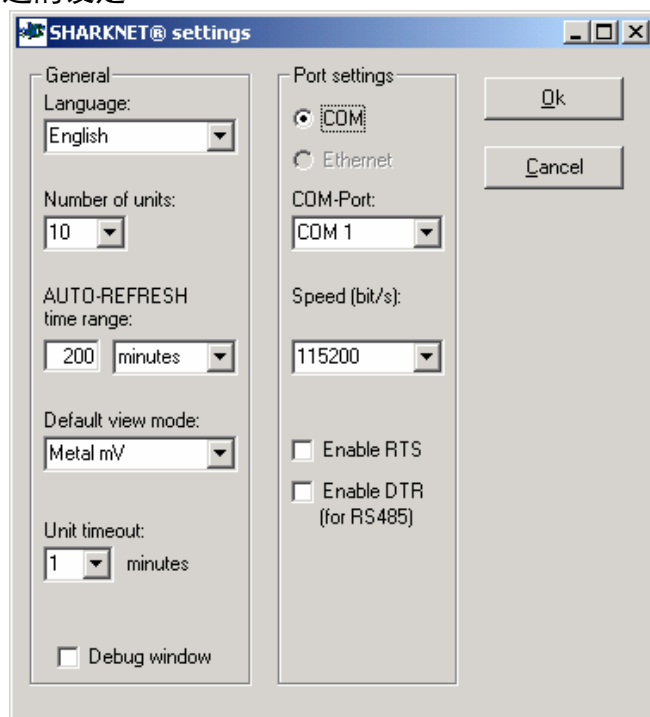 SHARKNET® settings
General
Language:
English
Number of units:
10
AUTO-REFRESH
time range:
200 minutes
Default view mode:
Metal mV
Unit timeout:
1 minutes
Debug window
Port settings
COM
Ethernet
COM-Port:
COM 1
Speed (bit/s):
115200
Enable RTS
Enable DTR
(for RS485)
Ok
Cancel